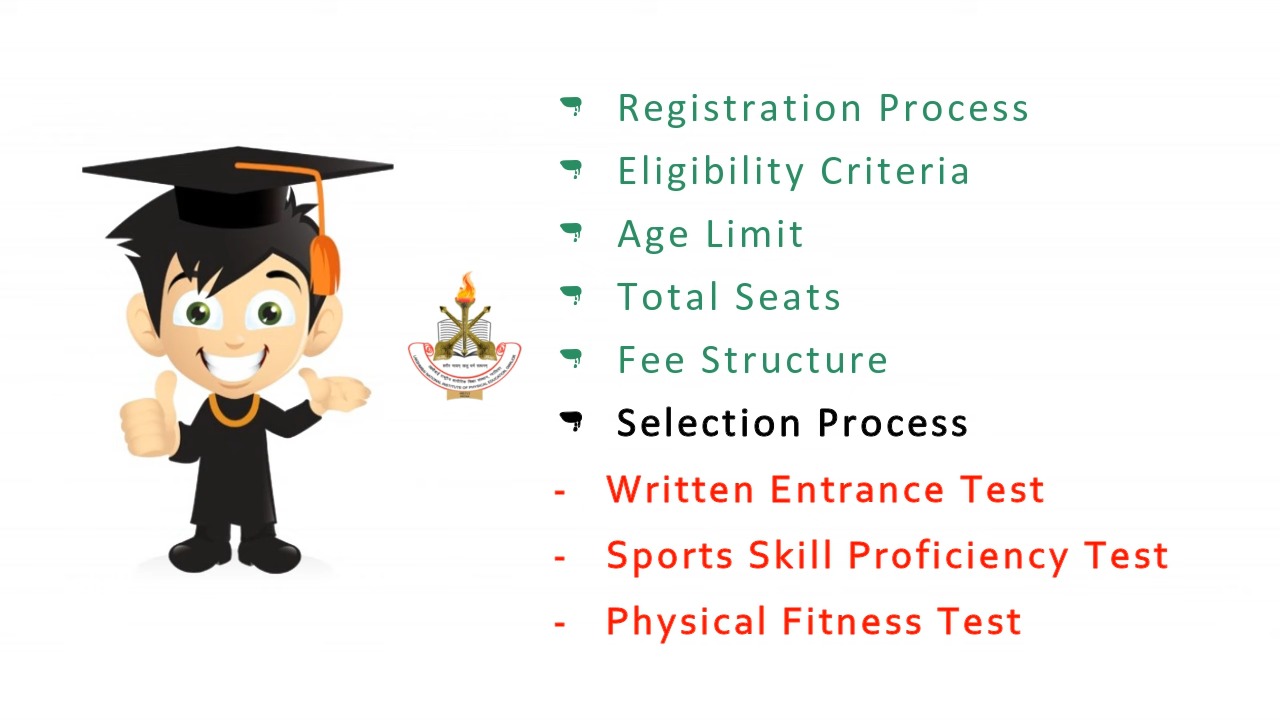 Registration Process
Eligibility Criteria
Age Limit
Total Seats
Fee Structure
Selection Process
- Written Entrance Test
- Sports Skill Proficiency Test
- Physical Fitness Test